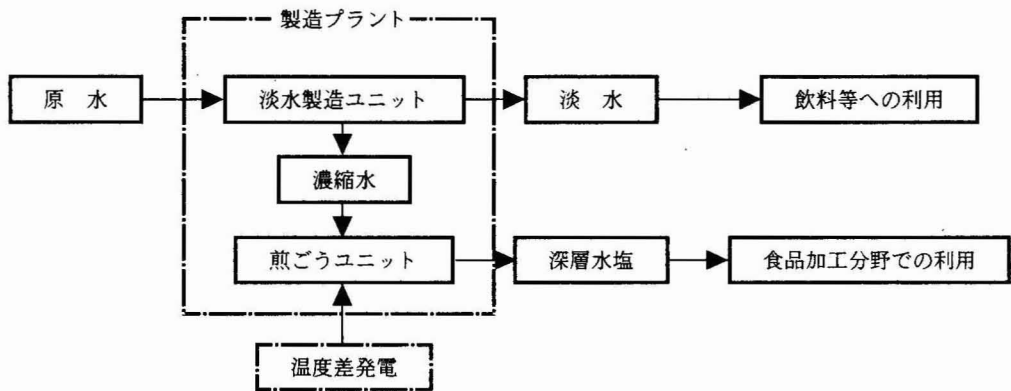 製造プラント
原水
淡水製造ユニット
淡水
飲料等への利用
濃縮水
煎ごうユニット
深層水塩
食品加工分野での利用
温度差発電